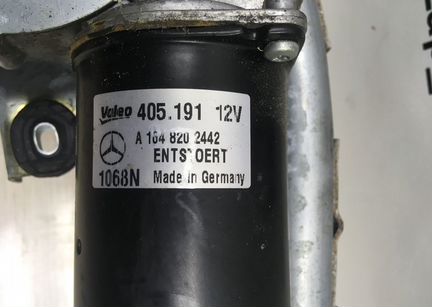 Valeo 405.191 12V
A 164 820 2442
ENTSTOERT
1068N Made in Germany